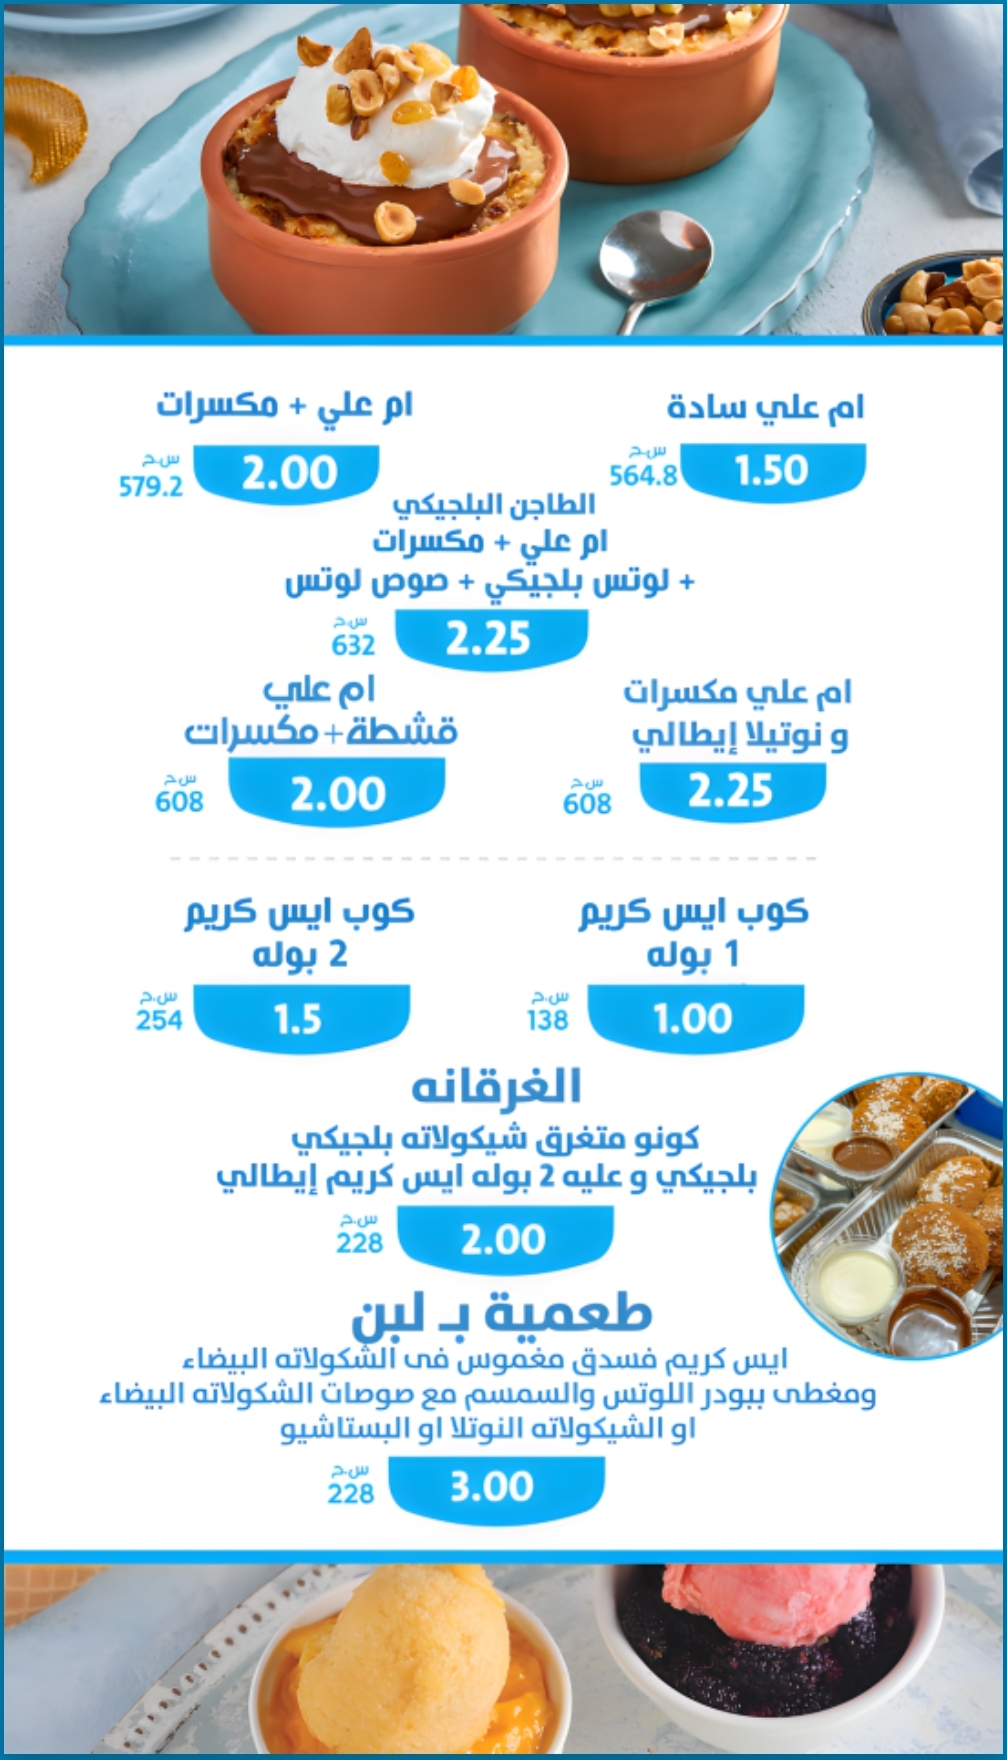 ام علي سادة
1.50
س.ح
564.8
ام علي + مكسرات
2.00
س.ح
579.2
الطاجن البلجيكي
ام علي + مكسرات
+ لوتس بلجيكي + صوص لوتس
2.25
س.ح
632
ام علي مكسرات
و نوتيلا إيطالي
2.25
س.ح
608
ام علي
قشطة+مكسرات
2.00
س.ح
608
كوب ايس كريم
1 بوله
1.00
س.ح
138
كوب ايس كريم
2 بوله
1.5
س.ح
254
الغرقانه
كونو متغرق شيكولاته بلجيكي
بلجيكي و عليه 2 بوله ايس كريم إيطالي
2.00
س.ح
228
طعمية بـ لبن
ايس كريم فسدق مغموس فى الشكولاته البيضاء
ومغطى ببودر اللوتس والسمسم مع صوصات الشكولاته البيضاء
او الشيكولاته النوتلا او البستاشيو
3.00
س.ح
228